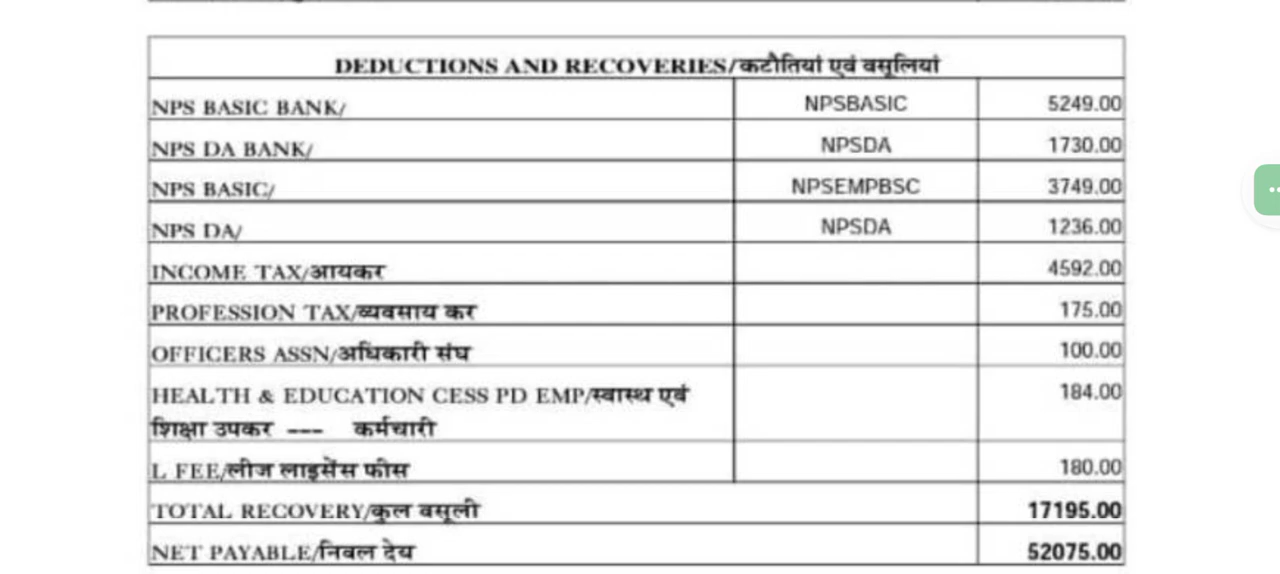 DEDUCTIONS AND RECOVERIES/कटौतियां एवं वसूलियां
NPS BASIC BANK/ NPSBASIC 5249.00
NPS DA BANK/ NPSDA 1730.00
NPS BASIC/ NPSEMPBSC 3749.00
NPS DA/ NPSDA 1236.00
INCOME TAX/आयकर 4592.00
PROFESSION TAX/व्यवसाय कर 175.00
OFFICERS ASSN/अधिकारी संघ 100.00
HEALTH & EDUCATION CESS PD EMP/स्वास्थ एवं 184.00
शिक्षा उपकर --- कर्मचारी
L FEE/लीज लाइसेंस फीस 180.00
TOTAL RECOVERY/कुल वसूली 17195.00
NET PAYABLE/निवल देय 52075.00